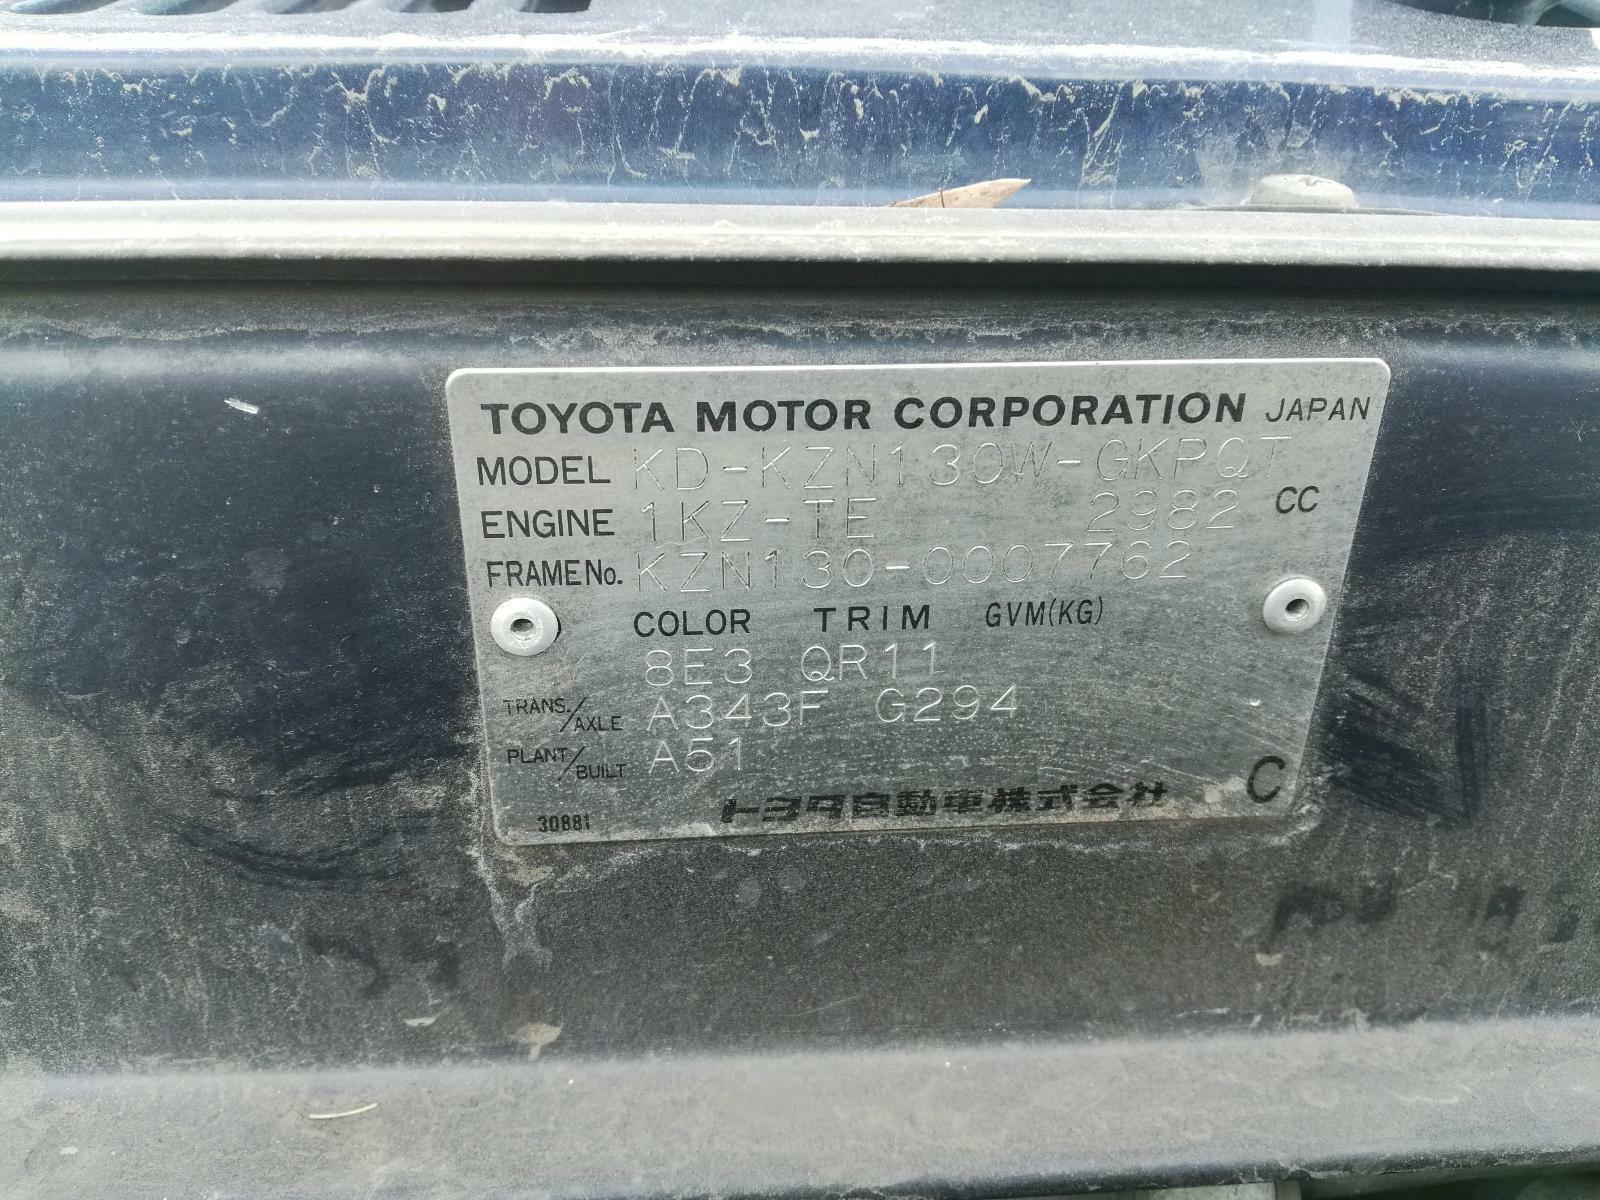 TOYOTA MOTOR CORPORATION JAPAN
MODEL KD-KZN130W-GKPQT
ENGINE 1KZ-TE 2982 CC
FRAME No. KZN130-0007762
COLOR TRIM GVM(KG)
8E3 QR11
TRANS./AXLE A343F G294
PLANT/BUILT A51
トヨタ自動車株式会社 C
30881